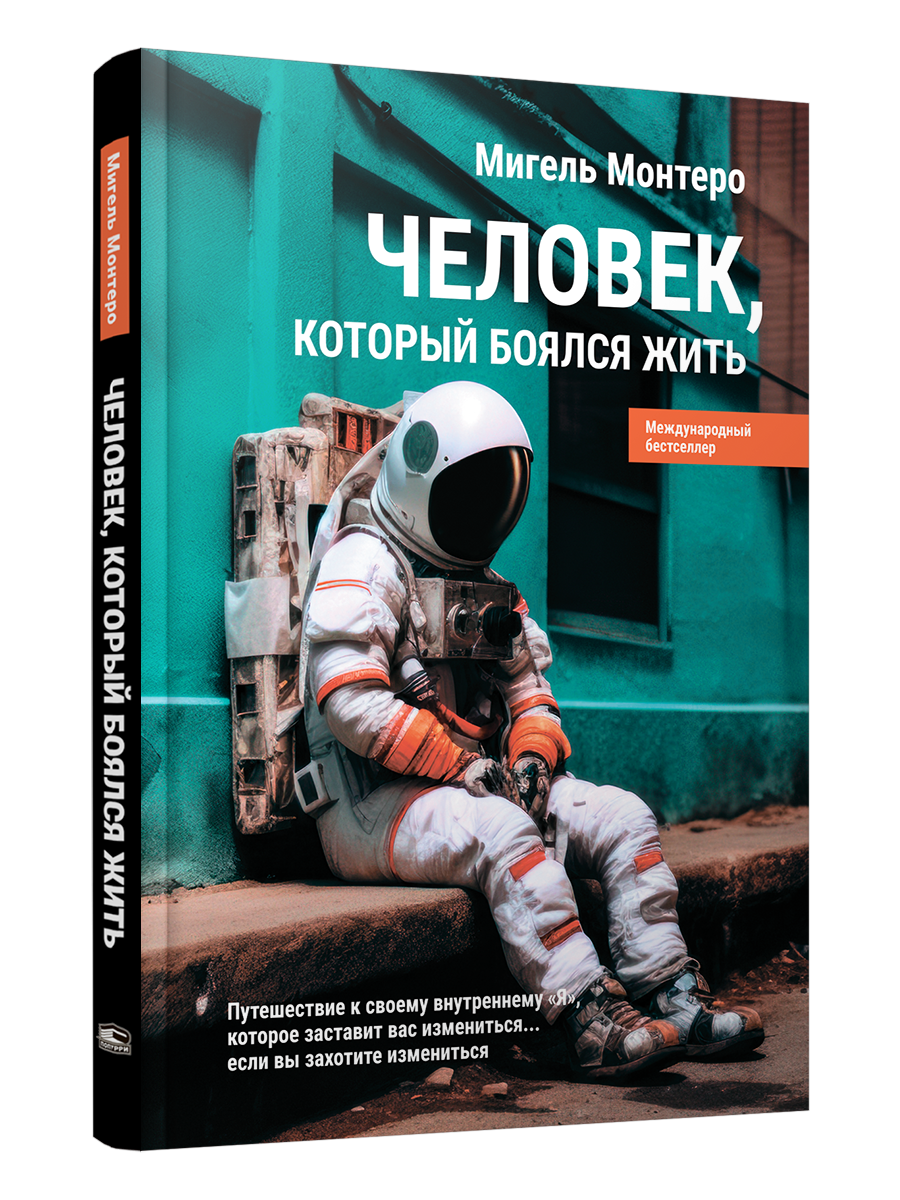 Мигель Монтеро
ЧЕЛОВЕК,
КОТОРЫЙ БОЯЛСЯ ЖИТЬ
Международный
бестселлер
Путешествие к своему внутреннему «Я»,
которое заставит вас измениться...
если вы захотите измениться
Мигель Монтеро
ЧЕЛОВЕК, КОТОРЫЙ БОЯЛСЯ ЖИТЬ
ПОПУРРИ